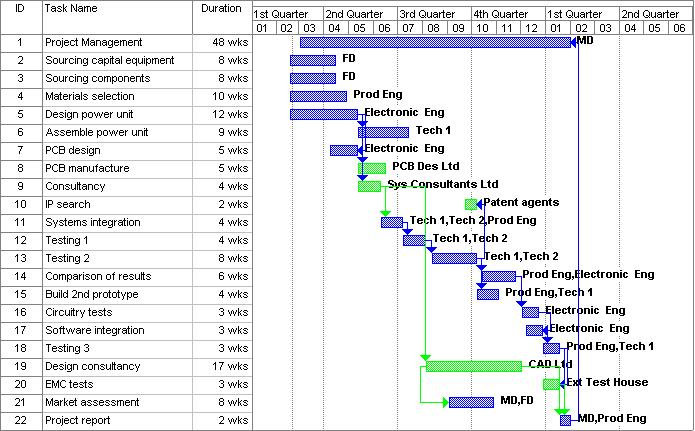 ID Task Name Duration 1st Quarter 2nd Quarter 3rd Quarter 4th Quarter 1st Quarter 2nd Quarter
01 02 03 04 05 06 07 08 09 10 11 12 01 02 03 04 05 06
1 Project Management 48 wks MD
2 Sourcing capital equipment 8 wks FD
3 Sourcing components 8 wks FD
4 Materials selection 10 wks Prod Eng
5 Design power unit 12 wks Electronic Eng
6 Assemble power unit 9 wks Tech 1
7 PCB design 5 wks Electronic Eng
8 PCB manufacture 5 wks PCB Des Ltd
9 Consultancy 4 wks Sys Consultants Ltd
10 IP search 2 wks Patent agents
11 Systems integration 4 wks Tech 1,Tech 2,Prod Eng
12 Testing 1 4 wks Tech 1,Tech 2
13 Testing 2 8 wks Tech 1,Tech 2
14 Comparison of results 6 wks Prod Eng,Electronic Eng
15 Build 2nd prototype 4 wks Prod Eng,Tech 1
16 Circuitry tests 3 wks Electronic Eng
17 Software integration 3 wks Electronic Eng
18 Testing 3 3 wks Prod Eng,Tech 1
19 Design consultancy 17 wks CAD Ltd
20 EMC tests 3 wks Ext Test House
21 Market assessment 8 wks MD,FD
22 Project report 2 wks MD,Prod Eng